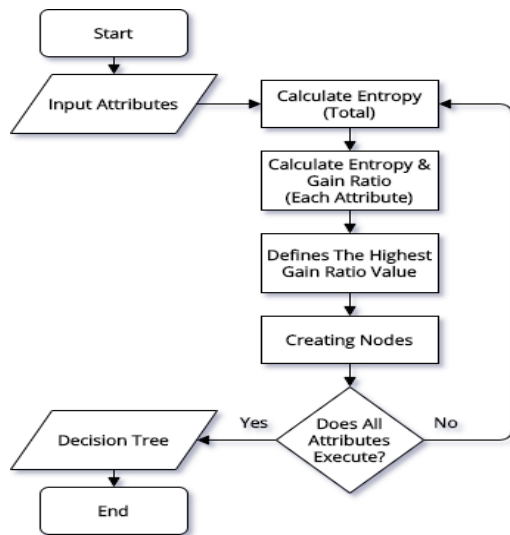 Start
Input Attributes
Calculate Entropy
(Total)
Calculate Entropy &
Gain Ratio
(Each Attribute)
Defines The Highest
Gain Ratio Value
Creating Nodes
Does All
Attributes
Execute?
Yes
No
Decision Tree
End